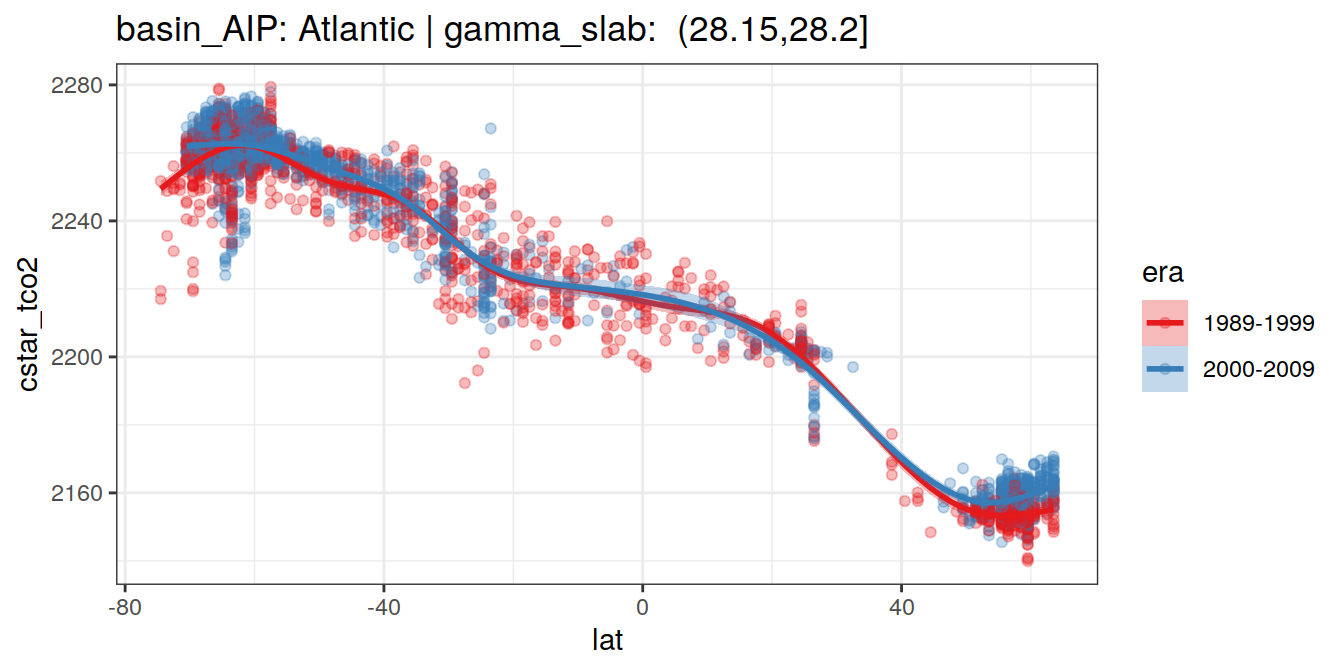 basin_AIP: Atlantic | gamma_slab:  (28.15,28.2]
cstar_tco2
2280
2240
2200
2160
-80
-40
0
40
lat
era
1989-1999
2000-2009